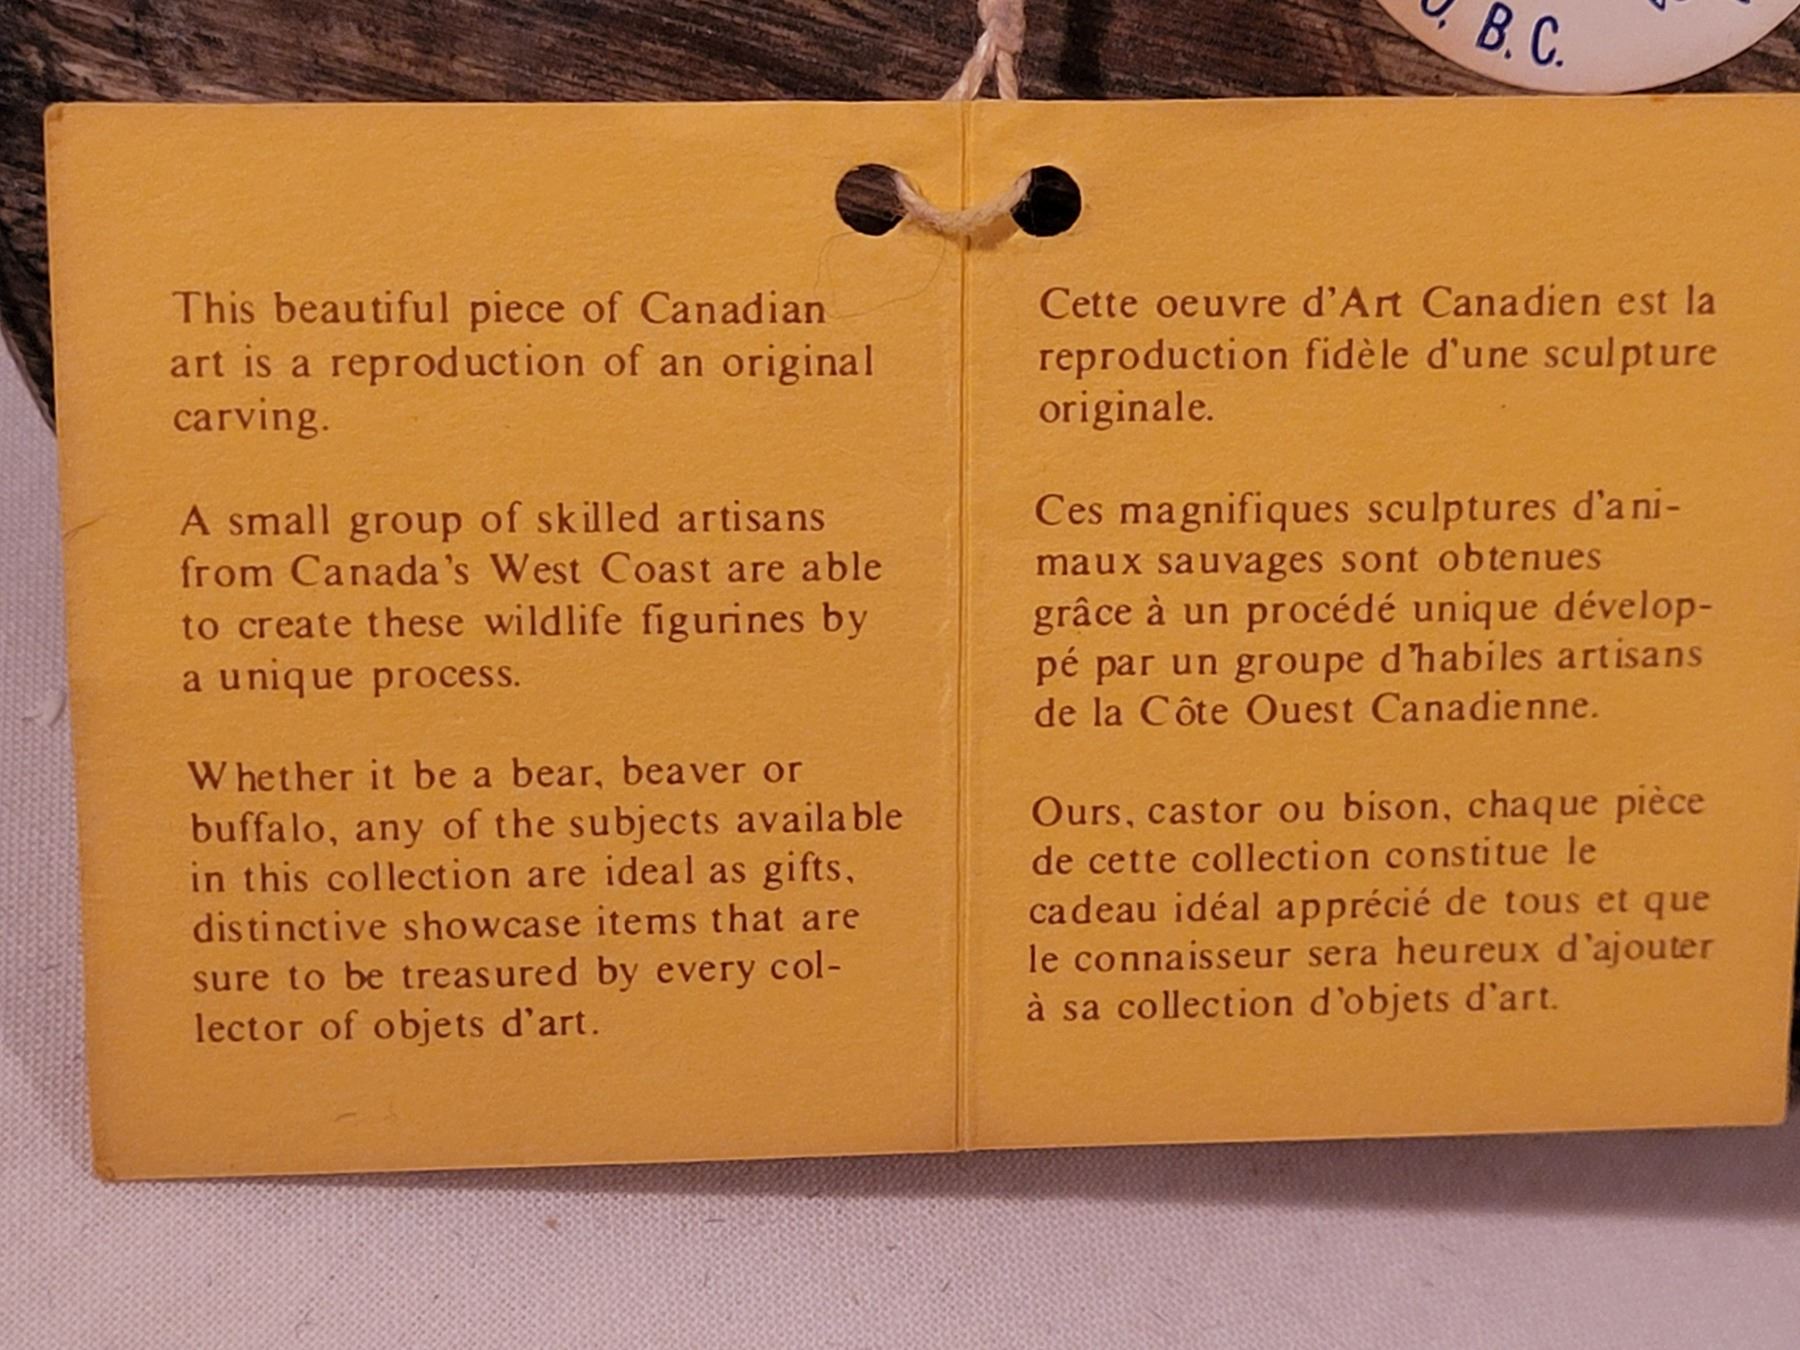 B.C.
This beautiful piece of Canadian
art is a reproduction of an original
carving.
A small group of skilled artisans
from Canada's West Coast are able
to create these wildlife figurines by
a unique process.
Whether it be a bear, beaver or
buffalo, any of the subjects available
in this collection are ideal as gifts,
distinctive showcase items that are
sure to be treasured by every col-
lector of objets d'art.
Cette oeuvre d'Art Canadien est la
reproduction fidèle d'une sculpture
originale.
Ces magnifiques sculptures d'ani-
maux sauvages sont obtenues
grâce à un procédé unique dévelop-
pé par un groupe d'habiles artisans
de la Côte Ouest Canadienne.
Ours, castor ou bison, chaque pièce
de cette collection constitue le
cadeau idéal apprécié de tous et que
le connaisseur sera heureux d'ajouter
à sa collection d'objets d'art.